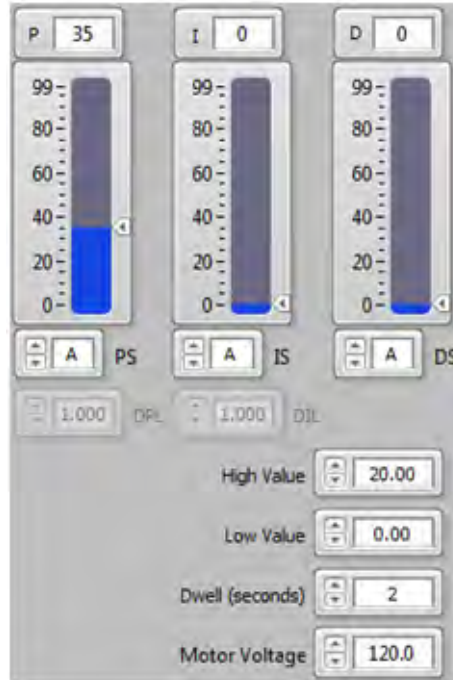 P 35 I 0 D 0
99 99 99
80 80 80
60 60 60
40 40 40
20 20 20
0 0 0
A PS A IS A DS
1.000 DPL 1.000 DIL
High Value 20.00
Low Value 0.00
Dwell (seconds) 2
Motor Voltage 120.0